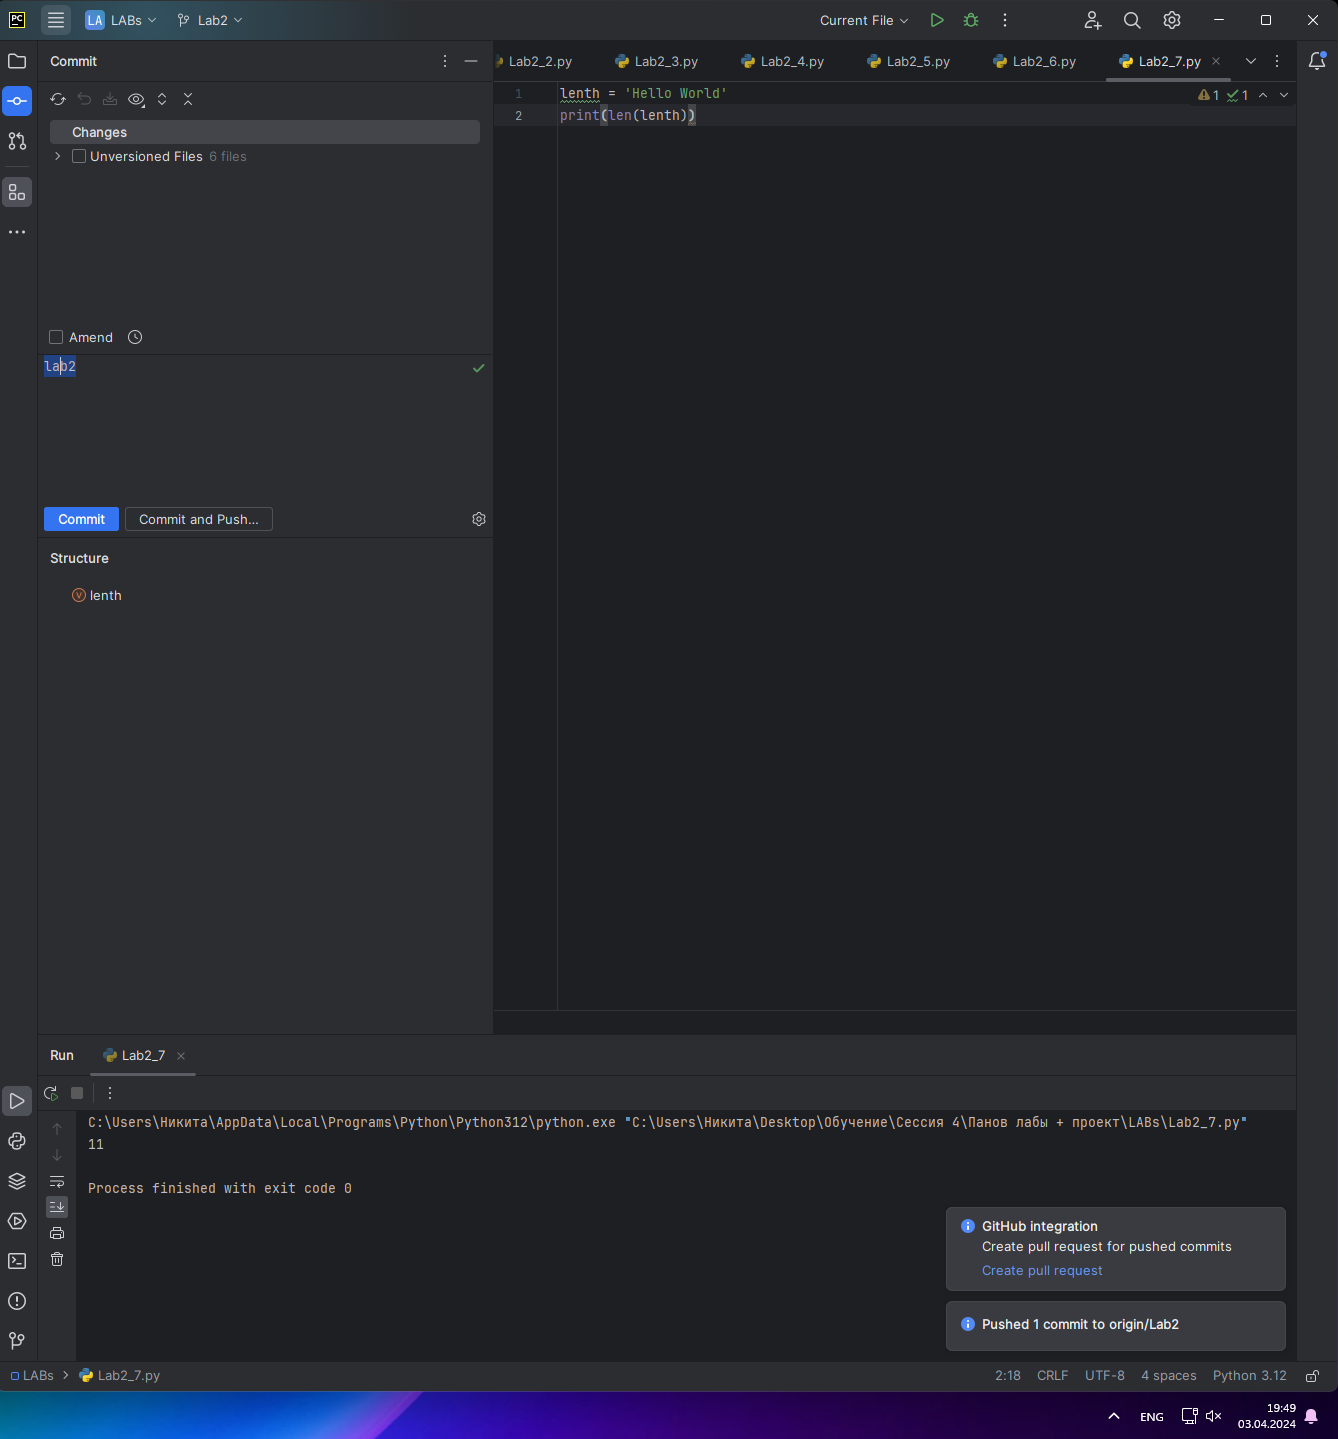 PC
LA LABs Lab2 Current File
Commit
Lab2_2.py Lab2_3.py Lab2_4.py Lab2_5.py Lab2_6.py Lab2_7.py
Changes
Unversioned Files 6 files
Amend
lab2
Commit Commit and Push...
Structure
V lenth
1 lenth = 'Hello World'
2 print(len(lenth))
1 1
Run Lab2_7
C:\Users\Никита\AppData\Local\Programs\Python\Python312\python.exe "C:\Users\Никита\Desktop\Обучение\Сессия 4\Панов лабы + проект\LABs\Lab2_7.py"
11
Process finished with exit code 0
GitHub integration
Create pull request for pushed commits
Create pull request
Pushed 1 commit to origin/Lab2
LABs Lab2_7.py 2:18 CRLF UTF-8 4 spaces Python 3.12
ENG 19:49
03.04.2024